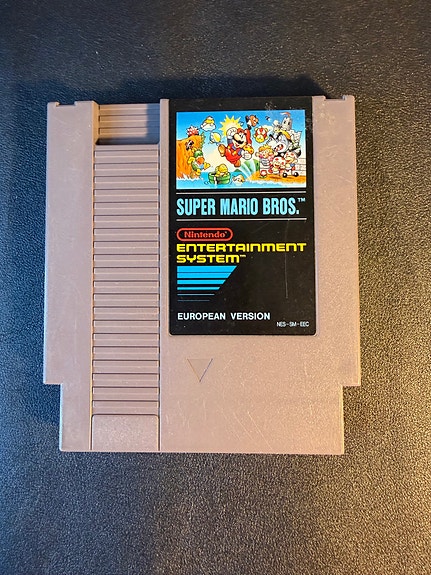 SUPER MARIO BROS.™
Nintendo®
ENTERTAINMENT
SYSTEM™
EUROPEAN VERSION
NES-SM-EEC